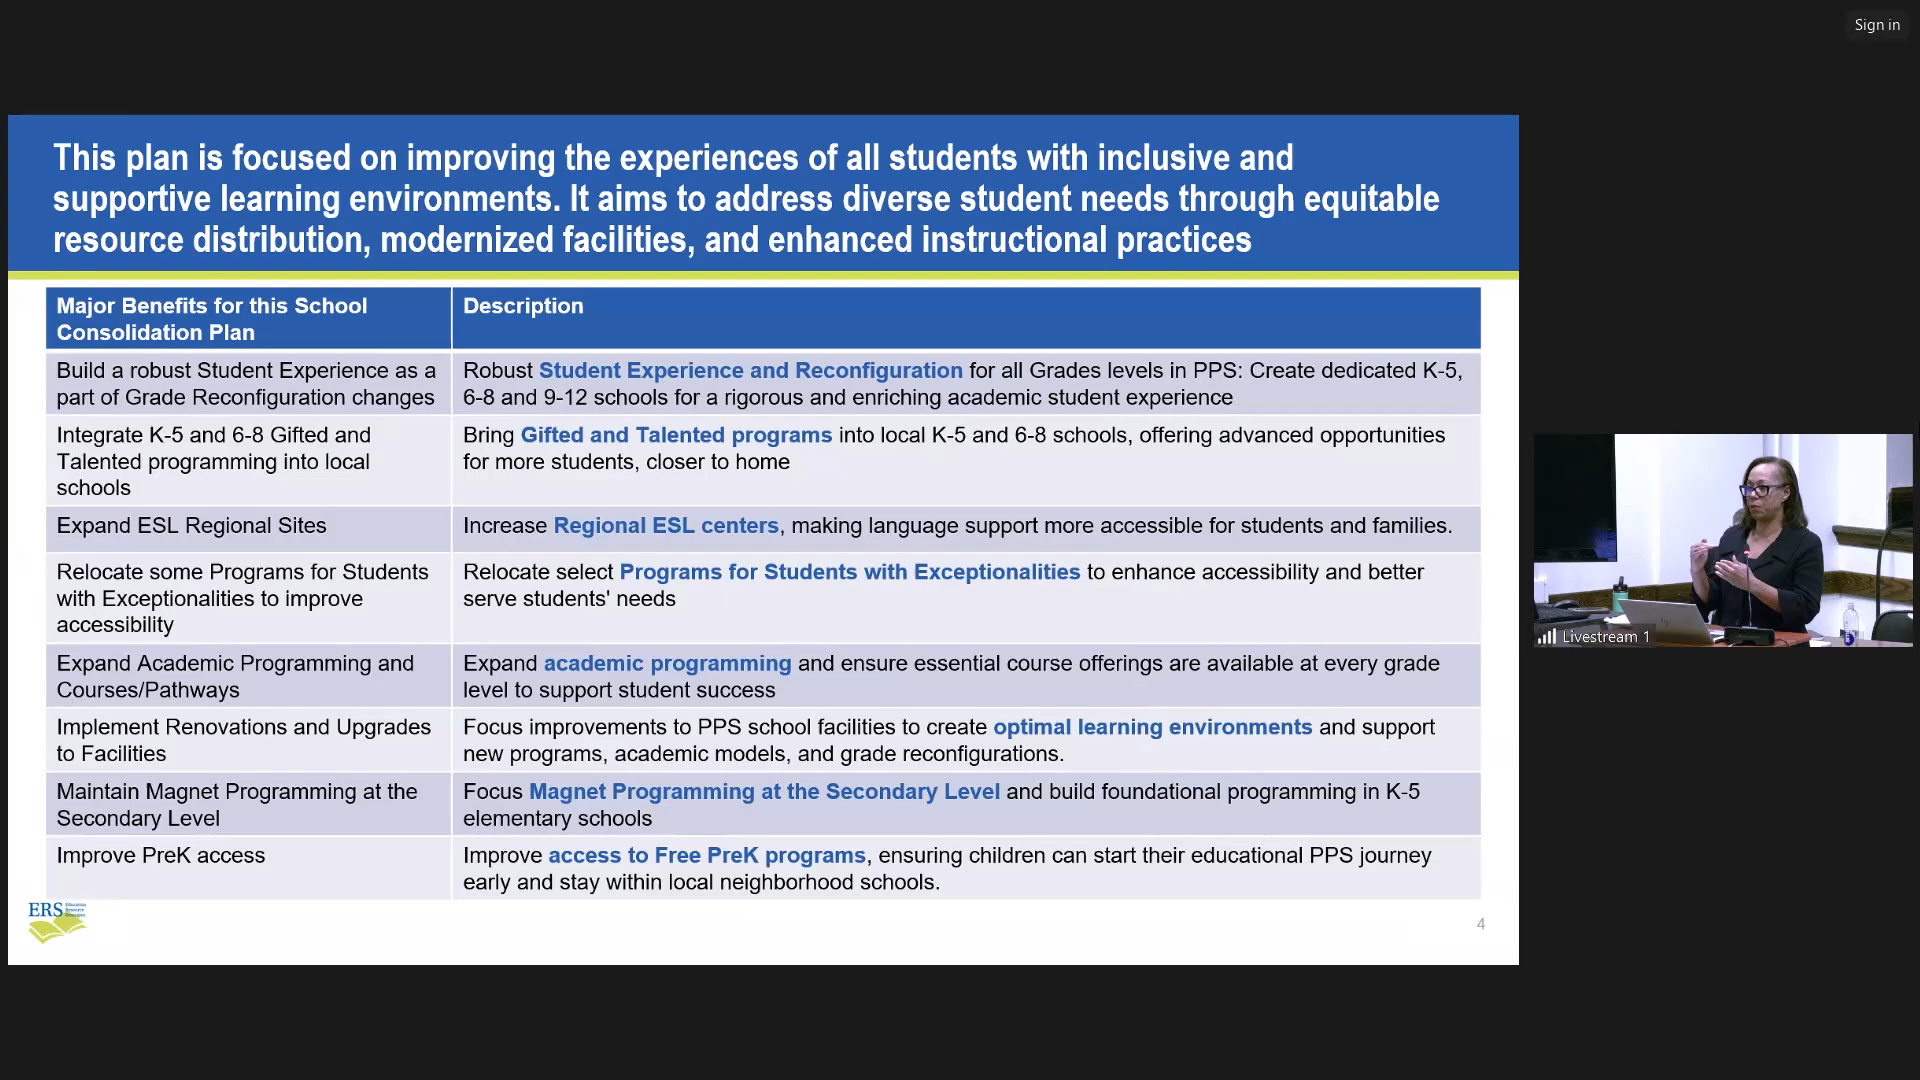 Sign in
This plan is focused on improving the experiences of all students with inclusive and
supportive learning environments. It aims to address diverse student needs through equitable
resource distribution, modernized facilities, and enhanced instructional practices
Major Benefits for this School
Consolidation Plan
Description
Build a robust Student Experience as a
part of Grade Reconfiguration changes
Robust Student Experience and Reconfiguration for all Grades levels in PPS: Create dedicated K-5,
6-8 and 9-12 schools for a rigorous and enriching academic student experience
Integrate K-5 and 6-8 Gifted and
Talented programming into local
schools
Bring Gifted and Talented programs into local K-5 and 6-8 schools, offering advanced opportunities
for more students, closer to home
Expand ESL Regional Sites
Increase Regional ESL centers, making language support more accessible for students and families.
Relocate some Programs for Students
with Exceptionalities to improve
accessibility
Relocate select Programs for Students with Exceptionalities to enhance accessibility and better
serve students' needs
Expand Academic Programming and
Courses/Pathways
Expand academic programming and ensure essential course offerings are available at every grade
level to support student success
Implement Renovations and Upgrades
to Facilities
Focus improvements to PPS school facilities to create optimal learning environments and support
new programs, academic models, and grade reconfigurations.
Maintain Magnet Programming at the
Secondary Level
Focus Magnet Programming at the Secondary Level and build foundational programming in K-5
elementary schools
Improve PreK access
Improve access to Free PreK programs, ensuring children can start their educational PPS journey
early and stay within local neighborhood schools.
ERS
4
Livestream 1